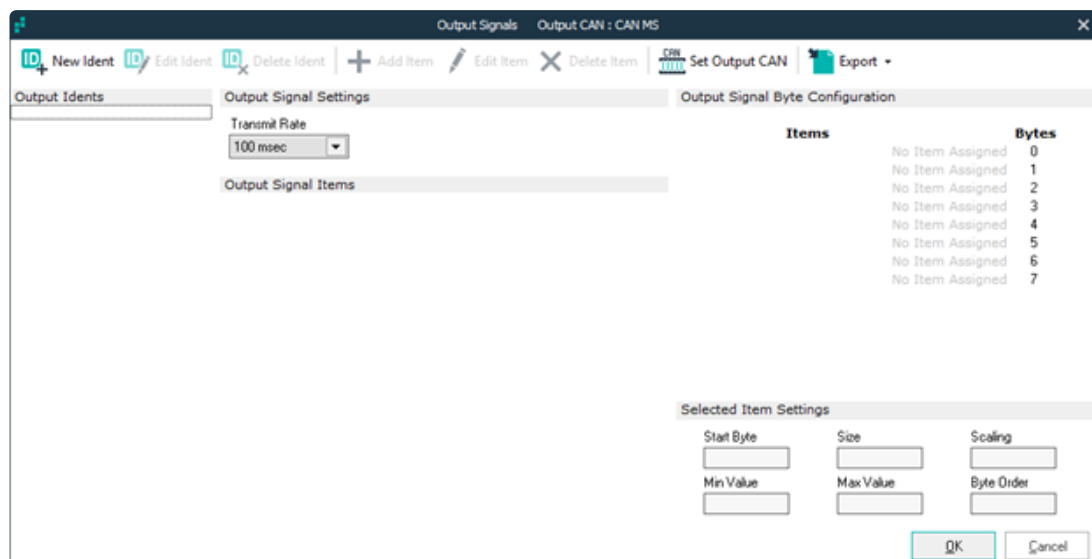 Output Signals Output CAN : CAN MS
New Ident Edit Ident Delete Ident Add Item Edit Item Delete Item CAN Set Output CAN Export
Output Idents
Output Signal Settings
Transmit Rate
100 msec
Output Signal Items
Output Signal Byte Configuration
Items Bytes
No Item Assigned 0
No Item Assigned 1
No Item Assigned 2
No Item Assigned 3
No Item Assigned 4
No Item Assigned 5
No Item Assigned 6
No Item Assigned 7
Selected Item Settings
Start Byte Size Scaling
Min Value Max Value Byte Order
OK Cancel